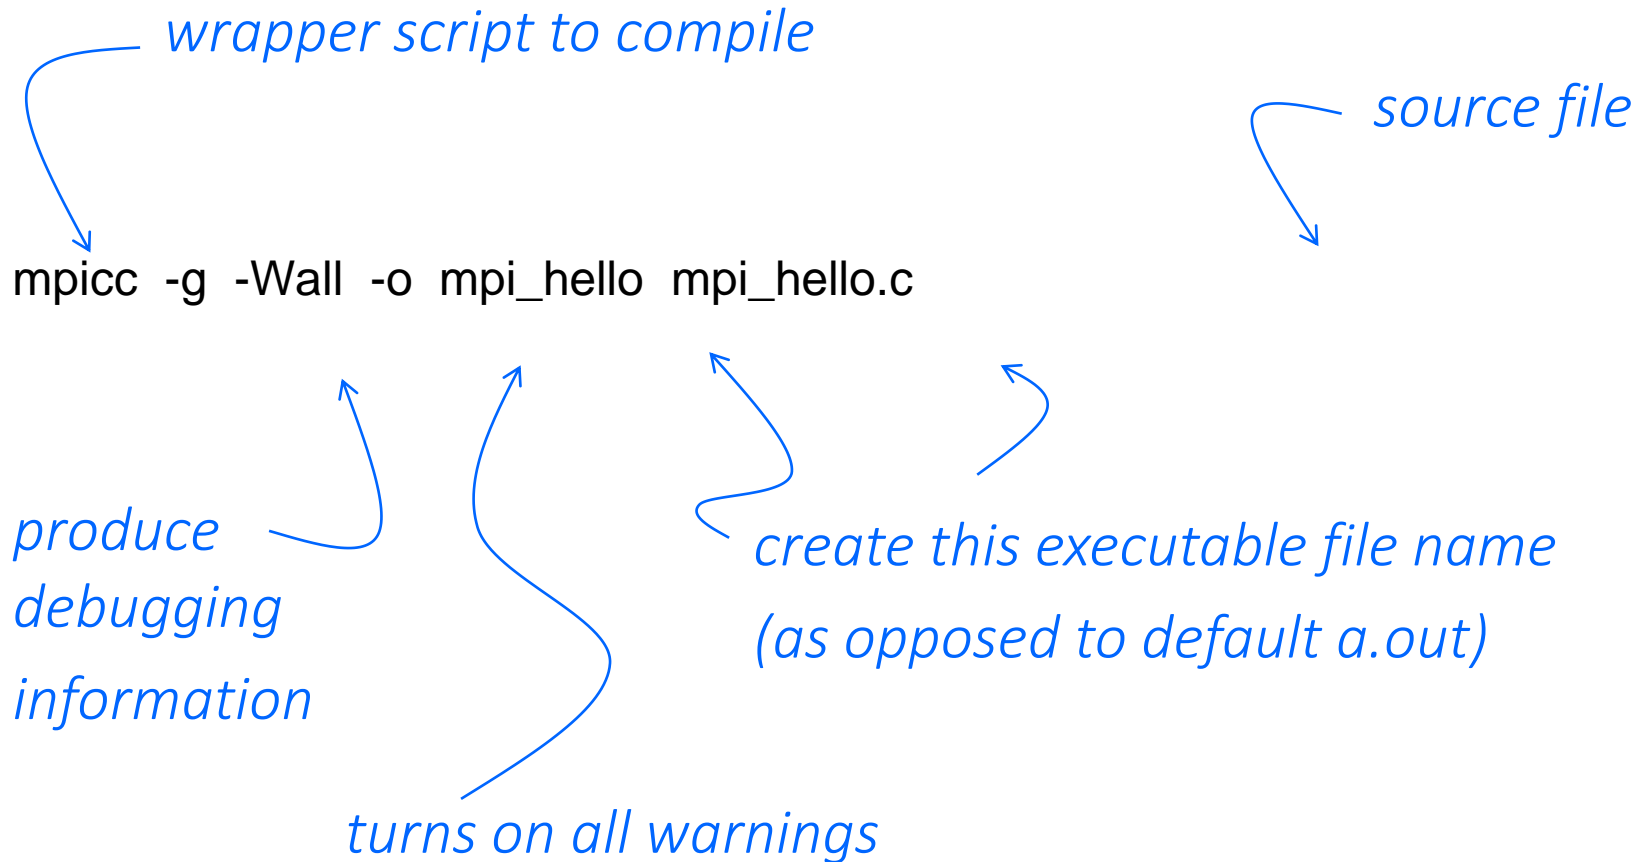 wrapper script to compile
source file
mpicc -g -Wall -o mpi_hello mpi_hello.c
produce
debugging
information
create this executable file name
(as opposed to default a.out)
turns on all warnings